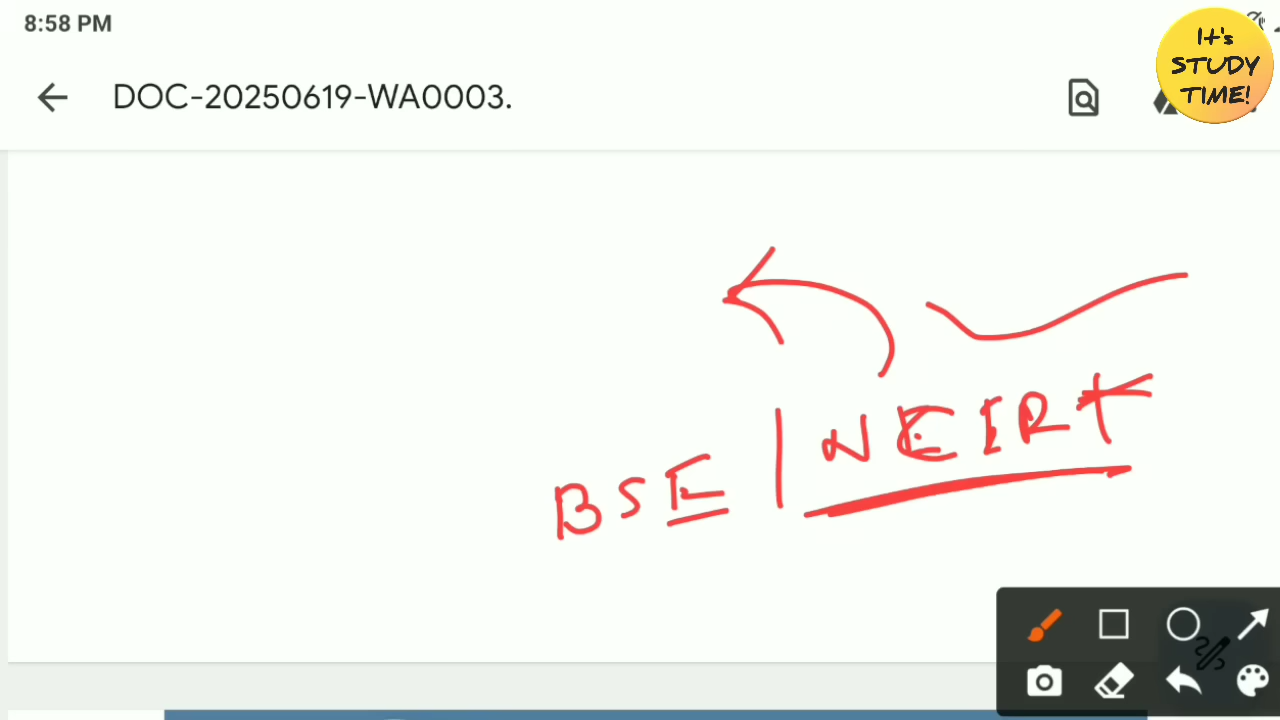 8:58 PM
It's
STUDY
TIME!
DOC-20250619-WA0003.
BSE | NCERT